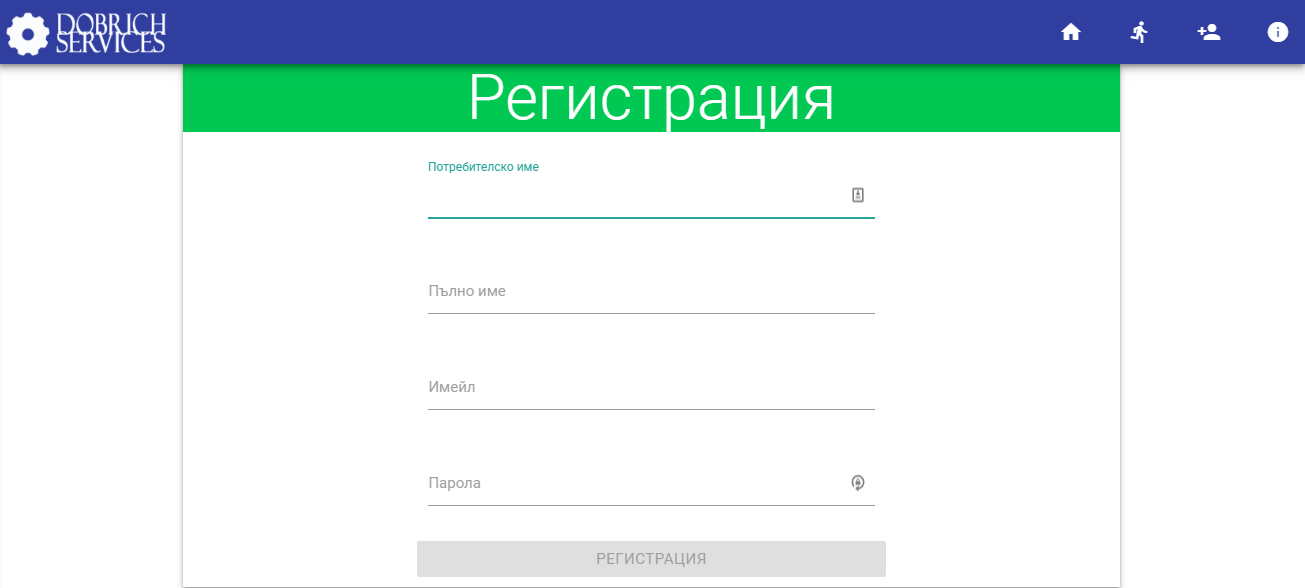 DOBRICH
SERVICES
Регистрация
Потребителско име
Пълно име
Имейл
Парола
РЕГИСТРАЦИЯ